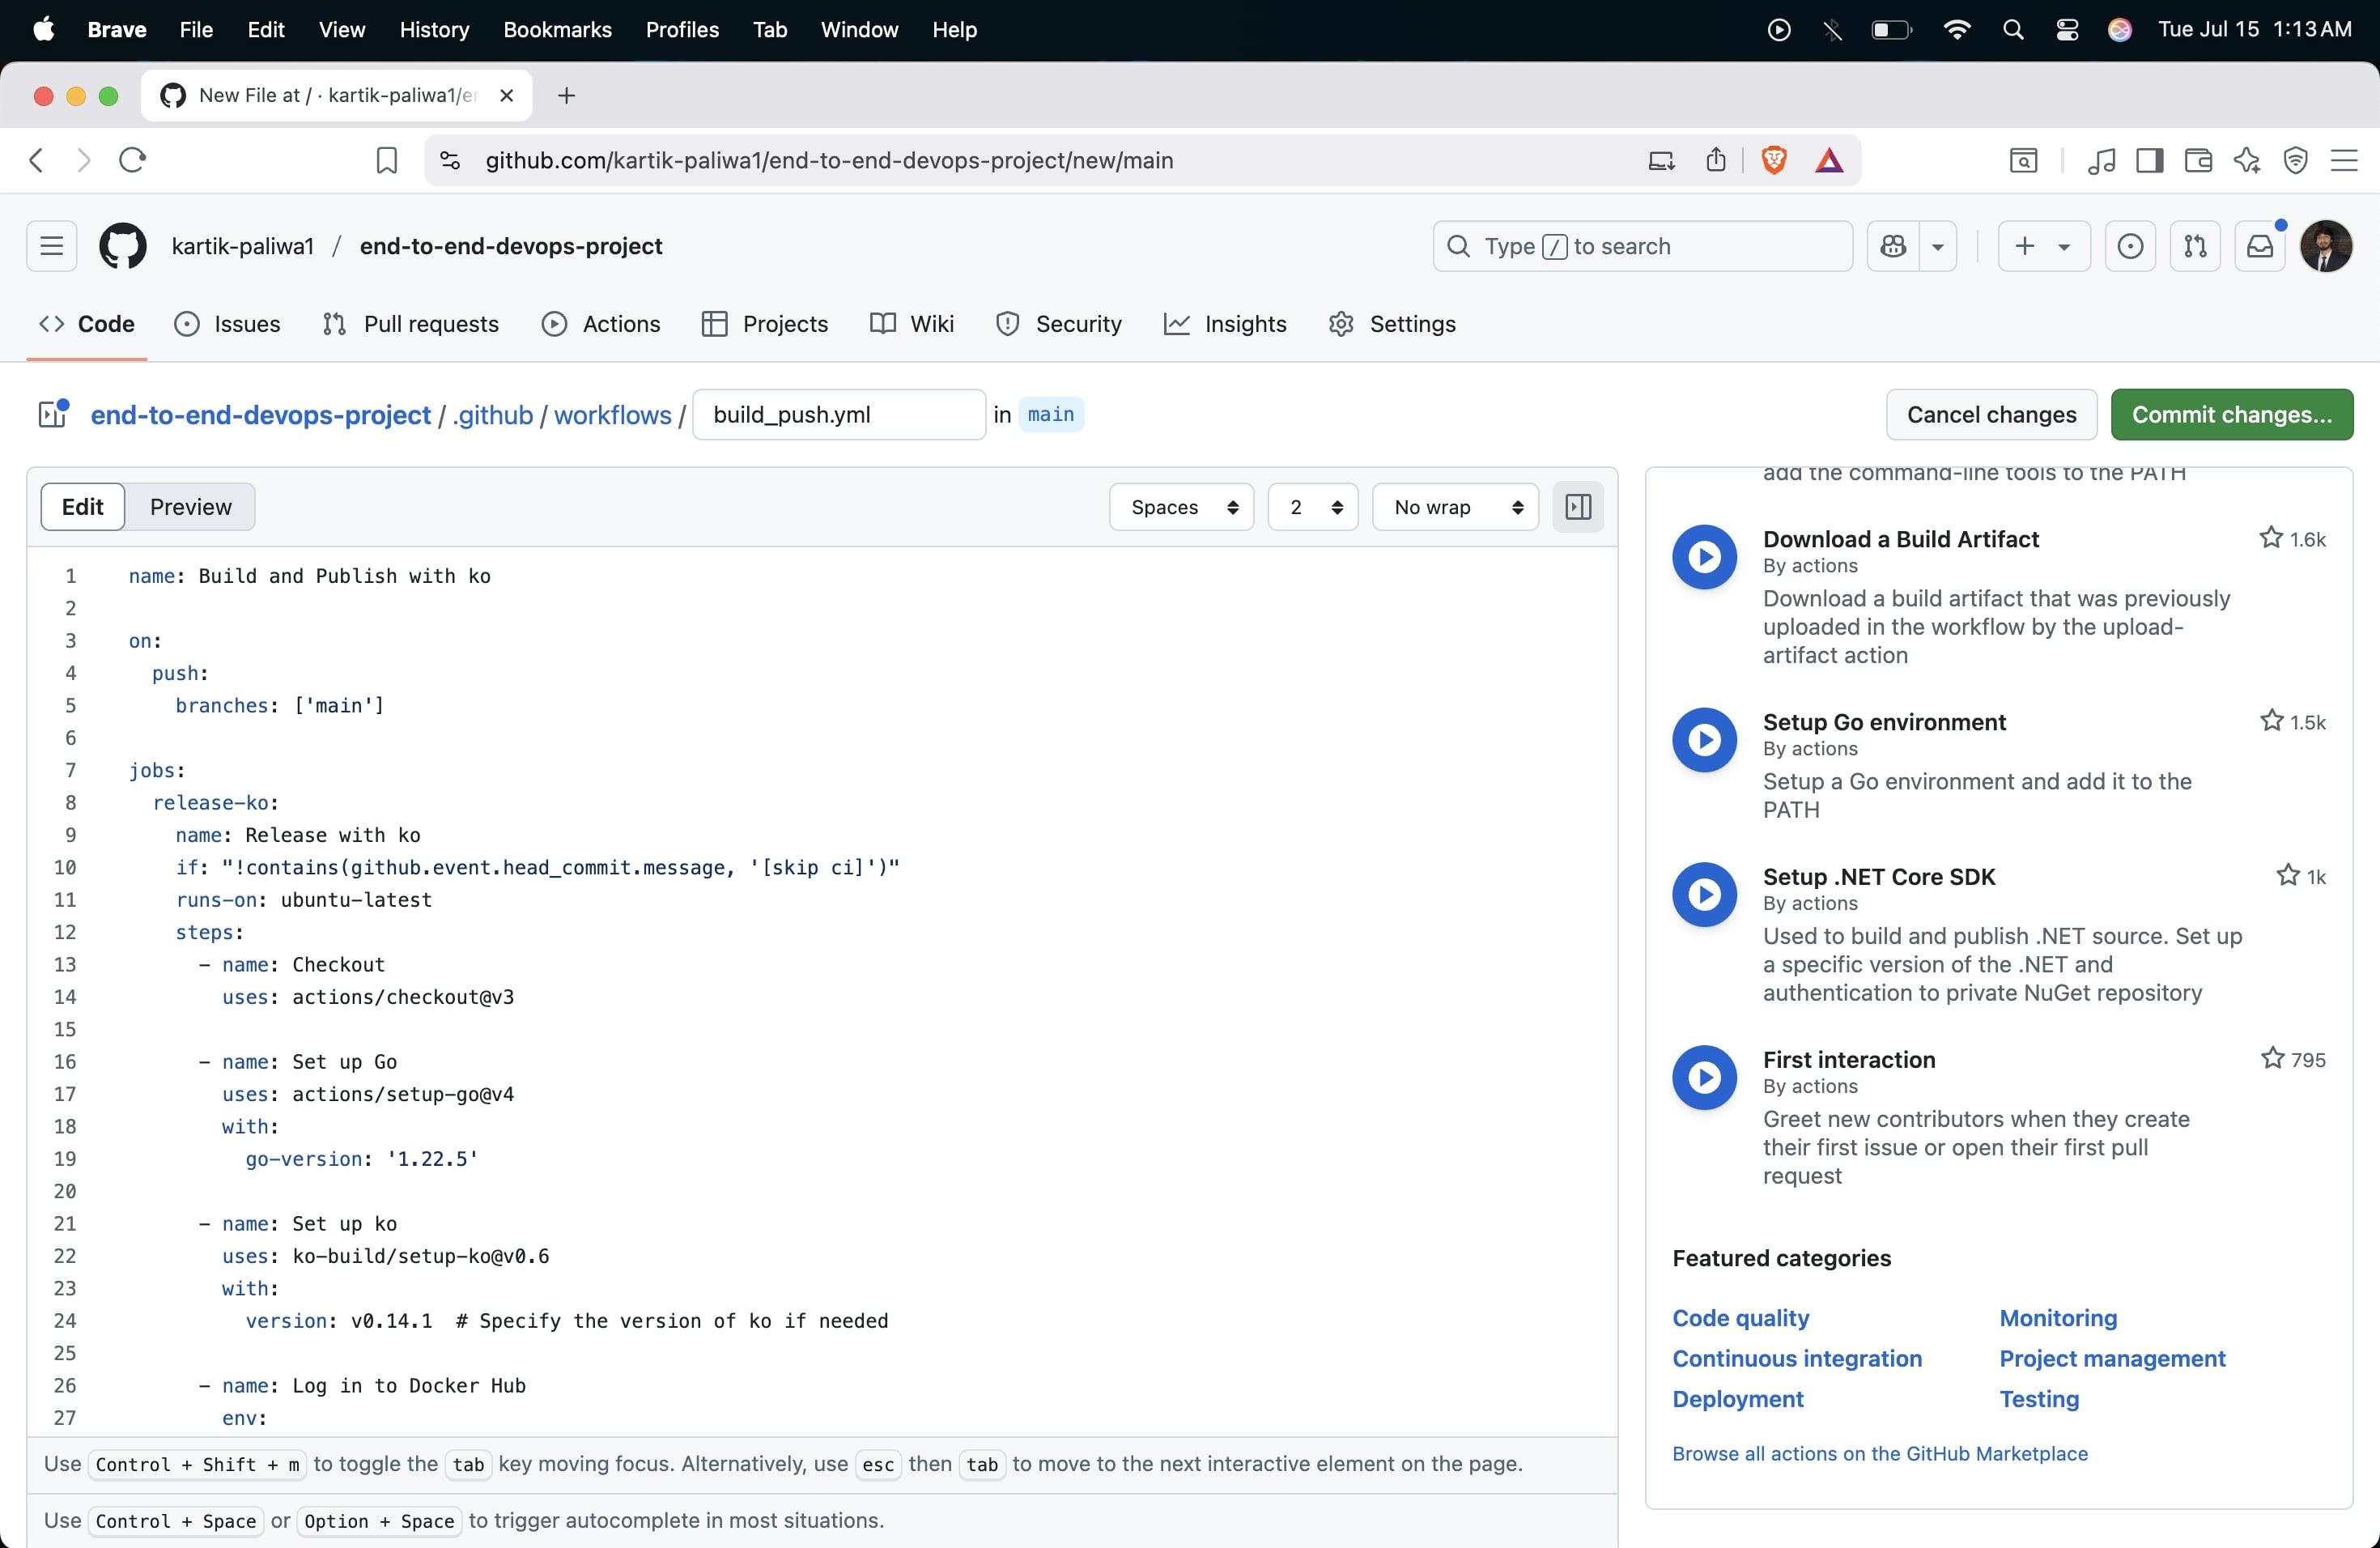 Brave File Edit View History Bookmarks Profiles Tab Window Help Tue Jul 15 1:13 AM
New File at / · kartik-paliwa1/e
github.com/kartik-paliwa1/end-to-end-devops-project/new/main
kartik-paliwa1 / end-to-end-devops-project Type / to search
Code Issues Pull requests Actions Projects Wiki Security Insights Settings
end-to-end-devops-project / .github / workflows / build_push.yml in main Cancel changes Commit changes...
Edit Preview Spaces 2 No wrap
1 name: Build and Publish with ko
2
3 on:
4 push:
5 branches: ['main']
6
7 jobs:
8 release-ko:
9 name: Release with ko
10 if: "!contains(github.event.head_commit.message, '[skip ci]')"
11 runs-on: ubuntu-latest
12 steps:
13 - name: Checkout
14 uses: actions/checkout@v3
15
16 - name: Set up Go
17 uses: actions/setup-go@v4
18 with:
19 go-version: '1.22.5'
20
21 - name: Set up ko
22 uses: ko-build/setup-ko@v0.6
23 with:
24 version: v0.14.1 # Specify the version of ko if needed
25
26 - name: Log in to Docker Hub
27 env:
Use Control + Shift + m to toggle the tab key moving focus. Alternatively, use esc then tab to move to the next interactive element on the page.
Use Control + Space or Option + Space to trigger autocomplete in most situations.
add the command-line tools to the PATH
Download a Build Artifact 1.6k
By actions
Download a build artifact that was previously
uploaded in the workflow by the upload-
artifact action
Setup Go environment 1.5k
By actions
Setup a Go environment and add it to the
PATH
Setup .NET Core SDK 1k
By actions
Used to build and publish .NET source. Set up
a specific version of the .NET and
authentication to private NuGet repository
First interaction 795
By actions
Greet new contributors when they create
their first issue or open their first pull
request
Featured categories
Code quality Monitoring
Continuous integration Project management
Deployment Testing
Browse all actions on the GitHub Marketplace